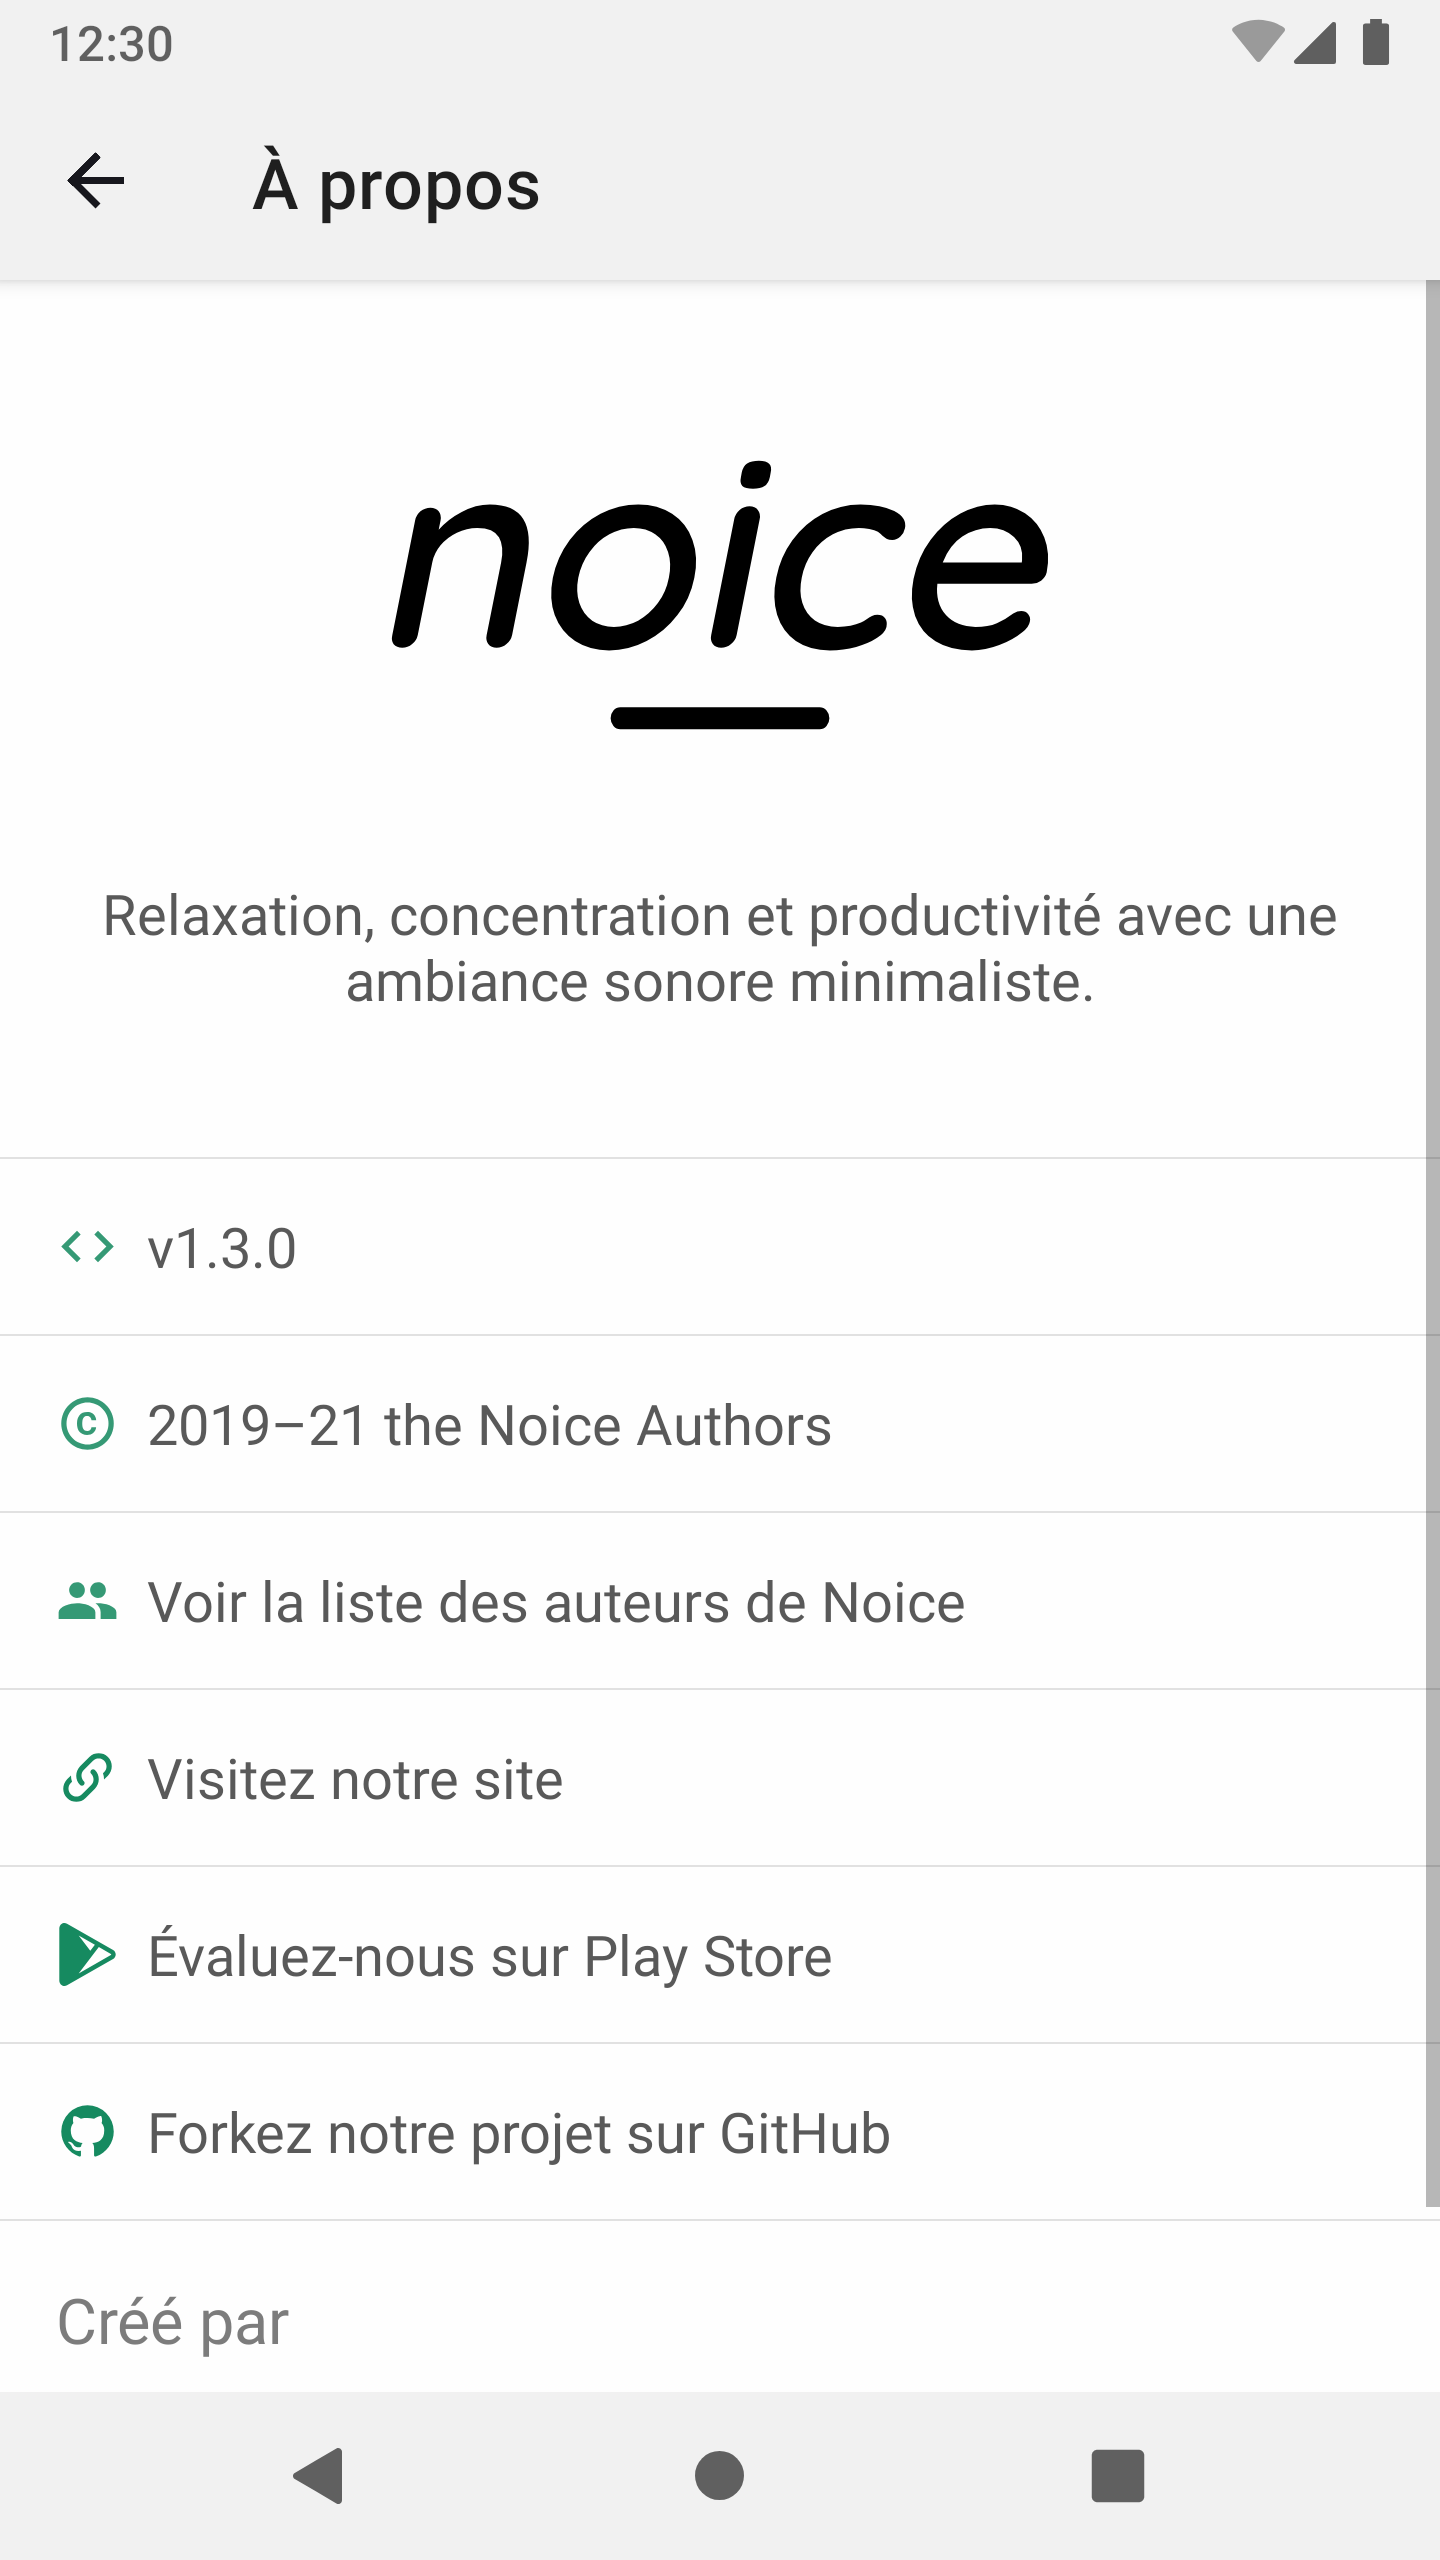 12:30
À propos
noice
Relaxation, concentration et productivité avec une
ambiance sonore minimaliste.
v1.3.0
© 2019–21 the Noice Authors
Voir la liste des auteurs de Noice
Visitez notre site
Évaluez-nous sur Play Store
Forkez notre projet sur GitHub
Créé par